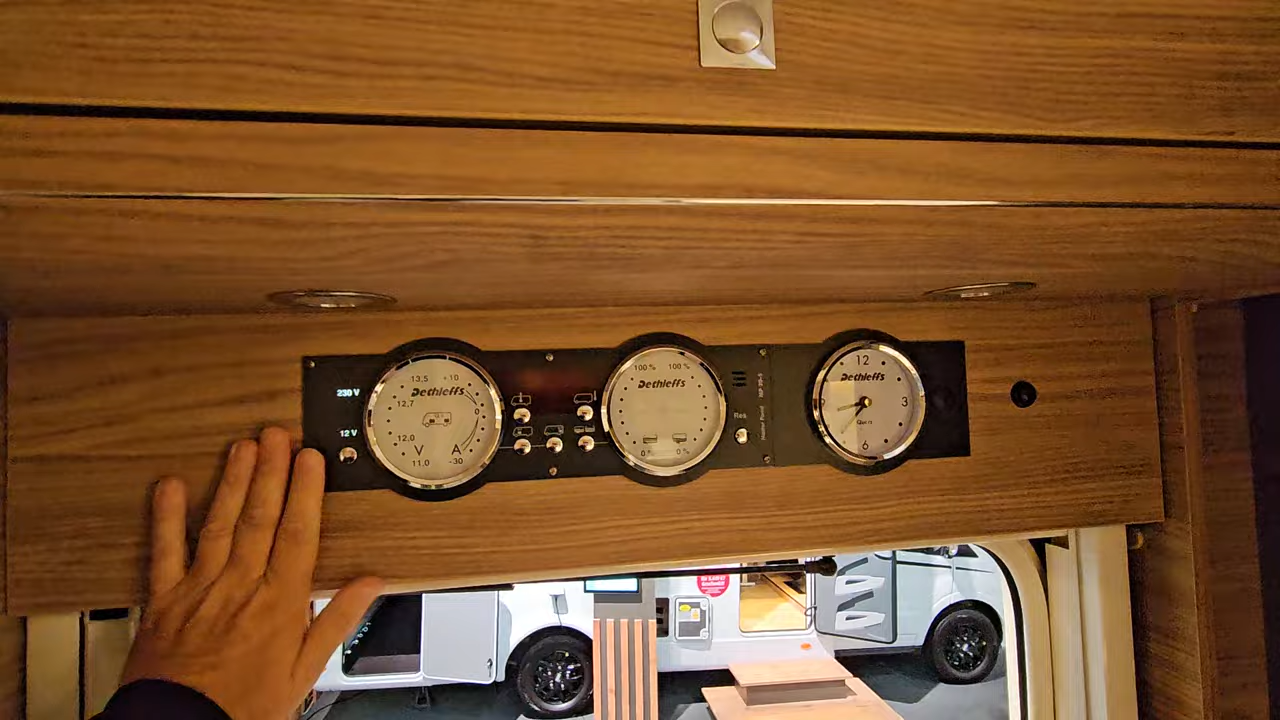 230 V
12 V
13,5 +10
Dethleffs
12,7
12,0
V A
11,0 -30
100 % 100 %
Dethleffs
0 % 0 %
Res
12
Dethleffs
3
Quartz
6